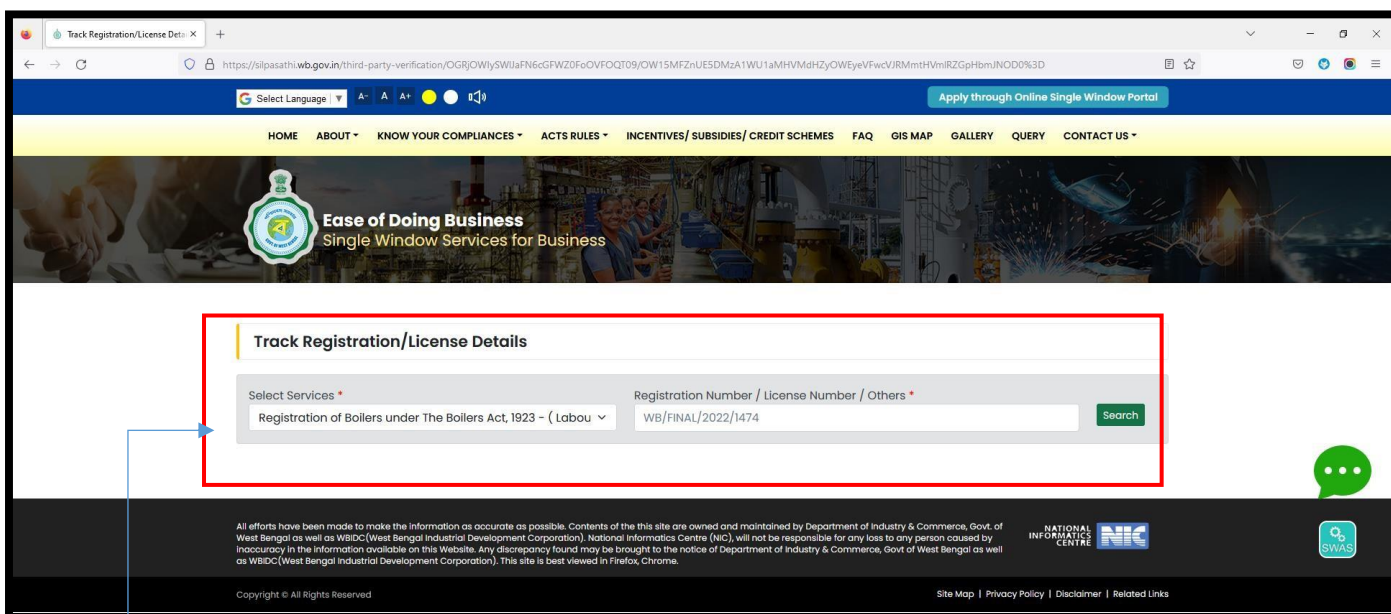 Track Registration/License Deta
https://silpasathi.wb.gov.in/third-party-verification/OGRjOWIySWlJaFN6cGFWZ0FoOVFOQT09/OW15MFZnUE5DMzA1WU1aMHVMdHZyOWEyeVFwcVJRMmtHVmlRZGpHbmJNOD0%3D
Select Language ▼ A- A A+
Apply through Online Single Window Portal
HOME ABOUT KNOW YOUR COMPLIANCES ACTS RULES INCENTIVES/ SUBSIDIES/ CREDIT SCHEMES FAQ GIS MAP GALLERY QUERY CONTACT US
Ease of Doing Business
Single Window Services for Business
Track Registration/License Details
Select Services *
Registration Number / License Number / Others *
Registration of Boilers under The Boilers Act, 1923 - ( Labou
WB/FINAL/2022/1474
Search
All efforts have been made to make the information as accurate as possible. Contents of the this site are owned and maintained by Department of Industry & Commerce, Govt. of
West Bengal as well as WBIDC(West Bengal Industrial Development Corporation). National Informatics Centre (NIC), will not be responsible for any loss to any person caused by
inaccuracy in the information available on this Website. Any discrepancy found may be brought to the notice of Department of Industry & Commerce, Govt of West Bengal as well
as WBIDC(West Bengal Industrial Development Corporation). This site is best viewed in Firefox, Chrome.
NATIONAL
INFORMATICS
CENTRE
NIC
SWAS
Copyright © All Rights Reserved
Site Map | Privacy Policy | Disclaimer | Related Links